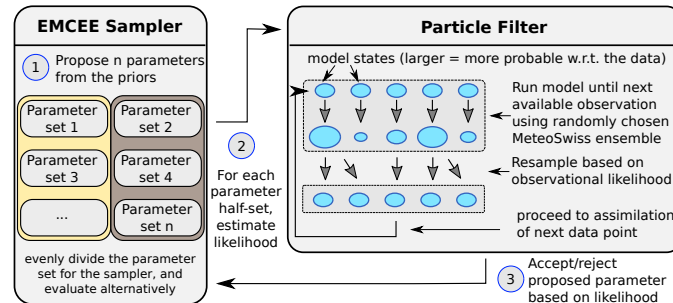 EMCEE Sampler
1 Propose n parameters
from the priors
Parameter
set 1
Parameter
set 2
Parameter
set 3
Parameter
set 4
...
Parameter
set n
evenly divide the parameter
set for the sampler, and
evaluate alternatively
2
For each
parameter
half-set,
estimate
likelihood
Particle Filter
model states (larger = more probable w.r.t. the data)
Run model until next
available observation
using randomly chosen
MeteoSwiss ensemble
Resample based on
observational likelihood
proceed to assimilation
of next data point
3 Accept/reject
proposed parameter
based on likelihood